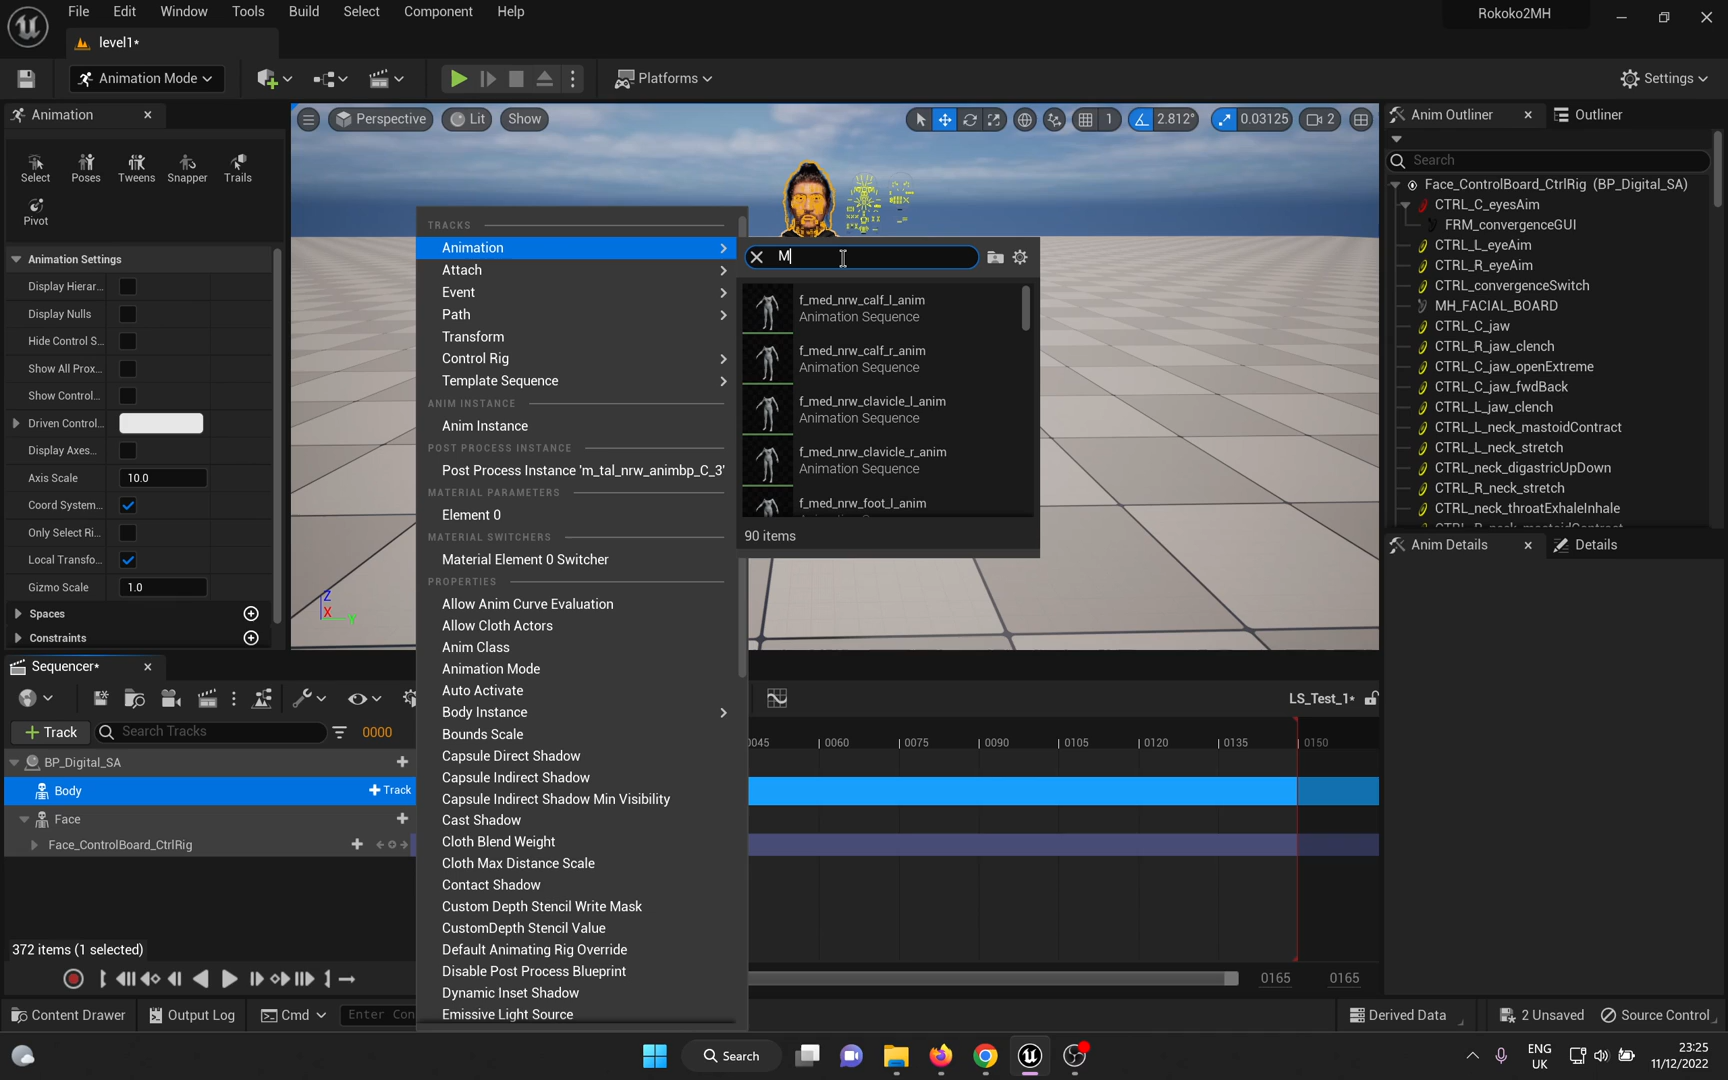 File Edit Window Tools Build Select Component Help
Rokoko2MH
level1*
Animation Mode
Platforms
Settings
Animation
Perspective Lit Show
1 2.812° 0.03125 2
Anim Outliner Outliner
Search
Select Poses Tweens Snapper Trails
Pivot
Animation Settings
Display Hierar...
Display Nulls
Hide Control S...
Show All Prox...
Show Control...
Driven Control...
Display Axes...
Axis Scale 10.0
Coord System...
Only Select Ri...
Local Transfo...
Gizmo Scale 1.0
Spaces
Constraints
TRACKS
Animation
Attach
Event
Path
Transform
Control Rig
Template Sequence
ANIM INSTANCE
Anim Instance
POST PROCESS INSTANCE
Post Process Instance 'm_tal_nrw_animbp_C_3'
MATERIAL PARAMETERS
Element 0
MATERIAL SWITCHERS
Material Element 0 Switcher
PROPERTIES
Allow Anim Curve Evaluation
Allow Cloth Actors
Anim Class
Animation Mode
Auto Activate
Body Instance
Bounds Scale
Capsule Direct Shadow
Capsule Indirect Shadow
Capsule Indirect Shadow Min Visibility
Cast Shadow
Cloth Blend Weight
Cloth Max Distance Scale
Contact Shadow
Custom Depth Stencil Write Mask
CustomDepth Stencil Value
Default Animating Rig Override
Disable Post Process Blueprint
Dynamic Inset Shadow
Emissive Light Source
M
f_med_nrw_calf_l_anim
Animation Sequence
f_med_nrw_calf_r_anim
Animation Sequence
f_med_nrw_clavicle_l_anim
Animation Sequence
f_med_nrw_clavicle_r_anim
Animation Sequence
f_med_nrw_foot_l_anim
90 items
Z
X
Y
Face_ControlBoard_CtrlRig (BP_Digital_SA)
CTRL_C_eyesAim
FRM_convergenceGUI
CTRL_L_eyeAim
CTRL_R_eyeAim
CTRL_convergenceSwitch
MH_FACIAL_BOARD
CTRL_C_jaw
CTRL_R_jaw_clench
CTRL_C_jaw_openExtreme
CTRL_C_jaw_fwdBack
CTRL_L_jaw_clench
CTRL_L_neck_mastoidContract
CTRL_L_neck_stretch
CTRL_neck_digastricUpDown
CTRL_R_neck_stretch
CTRL_neck_throatExhaleInhale
CTRL_R_neck_mastoidContract
Anim Details Details
Sequencer*
LS_Test_1*
Track
Search Tracks
0000
0045 0060 0075 0090 0105 0120 0135 0150
BP_Digital_SA
Body Track
Face
Face_ControlBoard_CtrlRig
372 items (1 selected)
0165 0165
Content Drawer Output Log Cmd Enter Con
Derived Data 2 Unsaved Source Control
Search
ENG
UK
23:25
11/12/2022